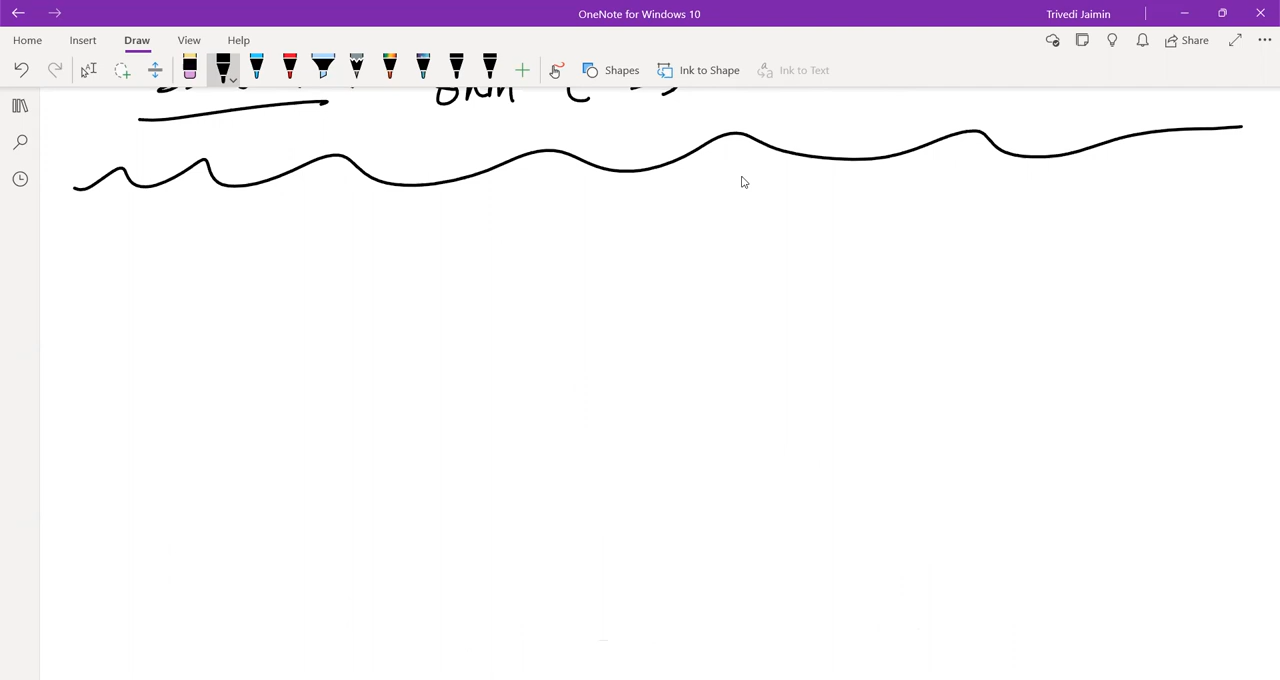 OneNote for Windows 10
Trivedi Jaimin
Home Insert Draw View Help
Share
Shapes Ink to Shape Ink to Text